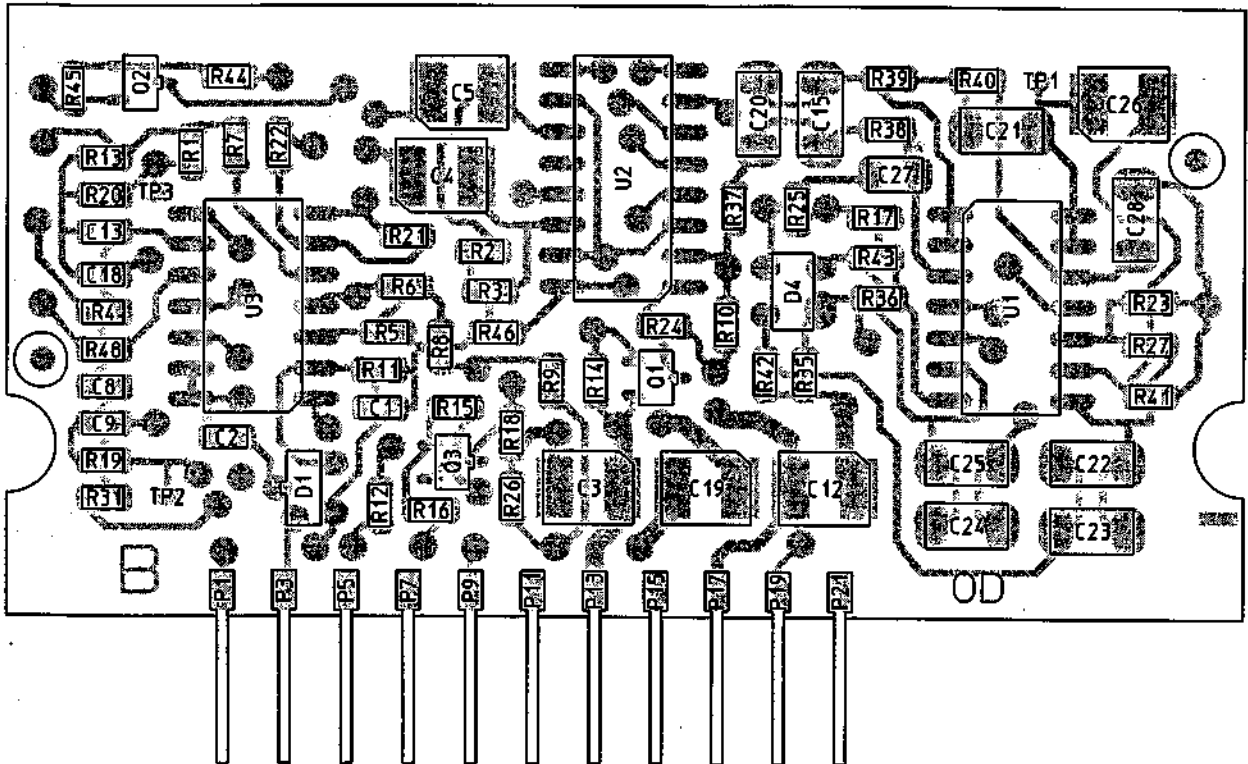 R45
Q2
R44
C5
C20
C15
R39
R40
TP1
C26
R13
R1
R7
R22
C4
U2
R38
C21
R20
TP3
C27
C13
R21
R2
R37
R25
R17
C28
C18
U3
R6
R3
R43
D4
R4
R5
R46
R24
R10
R36
U1
R23
R48
R8
R27
C8
R11
R9
R14
Q1
R42
R35
R41
C9
C2
C1
R15
R18
R19
TP2
D1
R12
Q3
R26
C3
C19
C12
C25
C22
R31
R16
C24
C23
B
OD
P1
P3
P5
P7
P9
P11
P13
P15
P17
P19
P21